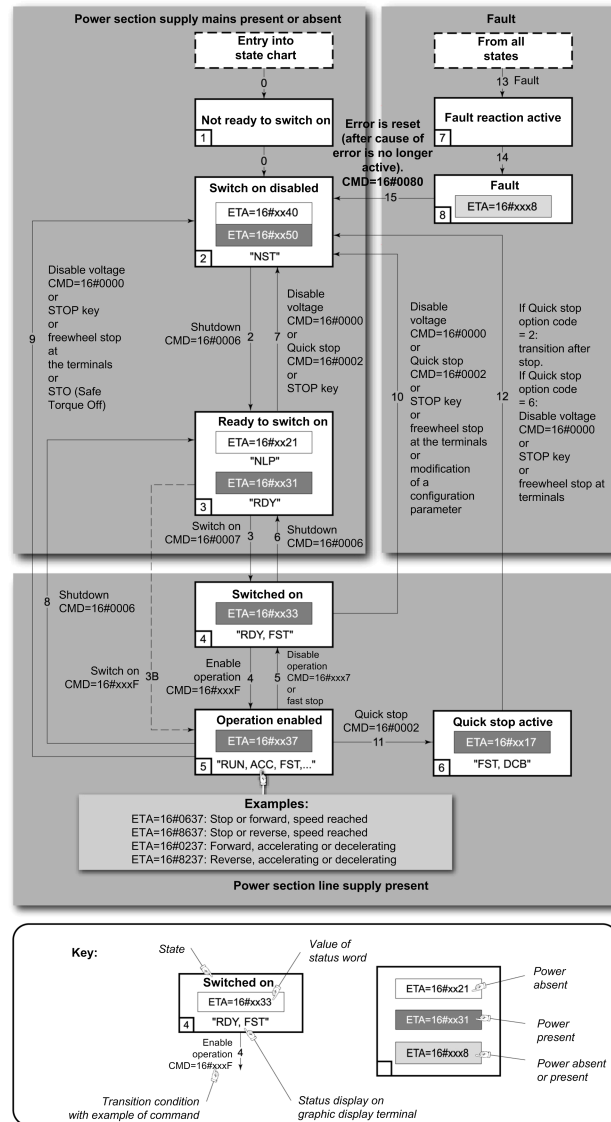 Power section supply mains present or absent
Fault
Entry into
state chart
From all
states
0
13 Fault
Not ready to switch on
1
Fault reaction active
7
Error is reset
(after cause of
error is no longer
active).
CMD=16#0080
0
14
15
Switch on disabled
ETA=16#xx40
ETA=16#xx50
"NST"
2
Fault
ETA=16#xxx8
8
9
Disable voltage
CMD=16#0000
or
STOP key
or
freewheel stop
at
the terminals
or
STO (Safe
Torque Off)
Shutdown
CMD=16#0006
2
7
Disable
voltage
CMD=16#0000
or
Quick stop
CMD=16#0002
or
STOP key
10
Disable
voltage
CMD=16#0000
or
Quick stop
CMD=16#0002
or
STOP key
or
freewheel stop
at the terminals
or
modification
of a
configuration
parameter
12
If Quick stop
option code
= 2:
transition after
stop.
If Quick stop
option code
= 6:
Disable voltage
CMD=16#0000
or
STOP key
or
freewheel stop at
terminals
Ready to switch on
ETA=16#xx21
"NLP"
ETA=16#xx31
"RDY"
3
Switch on
CMD=16#0007
3
6
Shutdown
CMD=16#0006
8
Shutdown
CMD=16#0006
Switched on
ETA=16#xx33
"RDY, FST"
4
Switch on
CMD=16#xxxF
3B
Enable
operation
CMD=16#xxxF
4
5
Disable
operation
CMD=16#xxx7
or
fast stop
Operation enabled
ETA=16#xx37
"RUN, ACC, FST,..."
5
Quick stop
CMD=16#0002
11
Quick stop active
ETA=16#xx17
"FST, DCB"
6
Examples:
ETA=16#0637: Stop or forward, speed reached
ETA=16#8637: Stop or reverse, speed reached
ETA=16#0237: Forward, accelerating or decelerating
ETA=16#8237: Reverse, accelerating or decelerating
Power section line supply present
Key:
State
Value of
status word
Switched on
ETA=16#xx33
"RDY, FST"
4
Enable
operation
CMD=16#xxxF
4
Transition condition
with example of command
Status display on
graphic display terminal
ETA=16#xx21
Power
absent
ETA=16#xx31
Power
present
ETA=16#xxx8
Power absent
or present